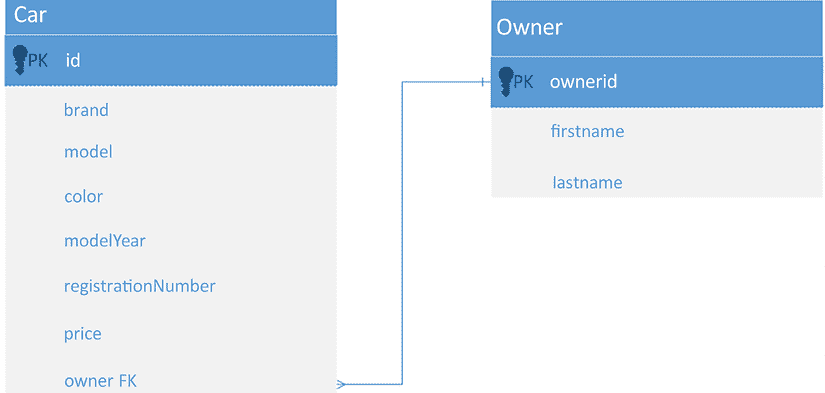 Car
PK id
brand
model
color
modelYear
registrationNumber
price
owner FK
Owner
PK ownerid
firstname
lastname